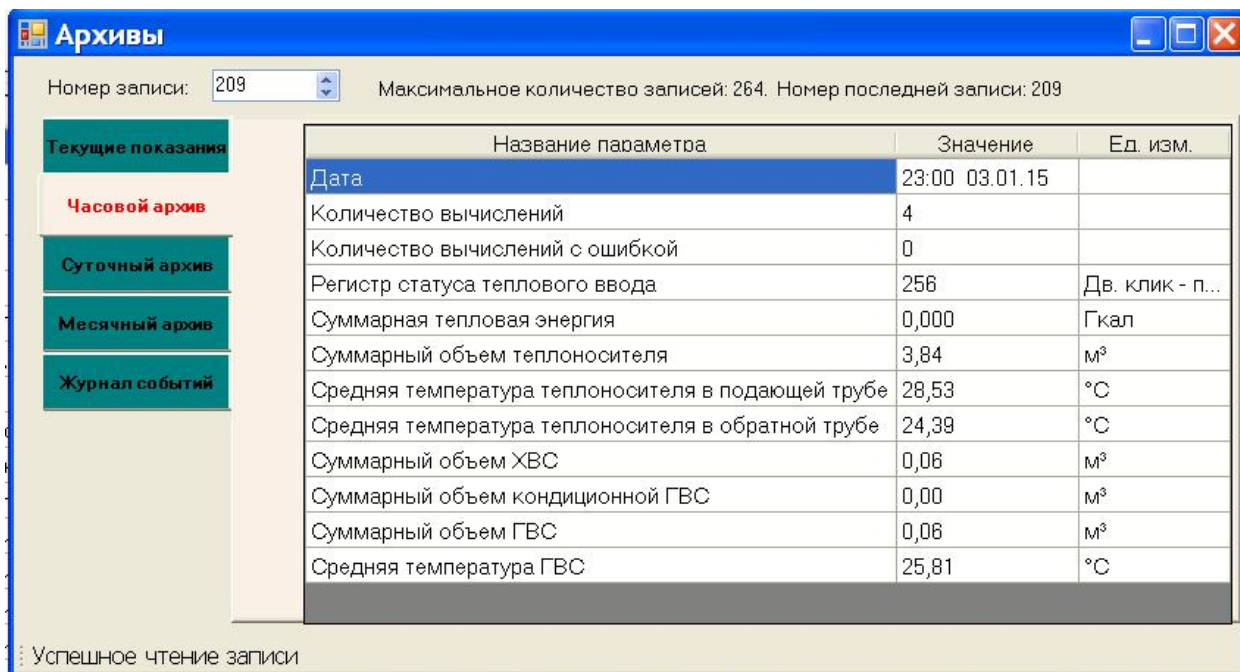 Архивы
Номер записи: 209 Максимальное количество записей: 264. Номер последней записи: 209
Текущие показания
Часовой архив
Суточный архив
Месячный архив
Журнал событий
Название параметра Значение Ед. изм.
Дата 23:00 03.01.15
Количество вычислений 4
Количество вычислений с ошибкой 0
Регистр статуса теплового ввода 256 Дв. клик - п...
Суммарная тепловая энергия 0,000 Гкал
Суммарный объем теплоносителя 3,84 м³
Средняя температура теплоносителя в подающей трубе 28,53 °C
Средняя температура теплоносителя в обратной трубе 24,39 °C
Суммарный объем ХВС 0,06 м³
Суммарный объем кондиционной ГВС 0,00 м³
Суммарный объем ГВС 0,06 м³
Средняя температура ГВС 25,81 °C
Успешное чтение записи